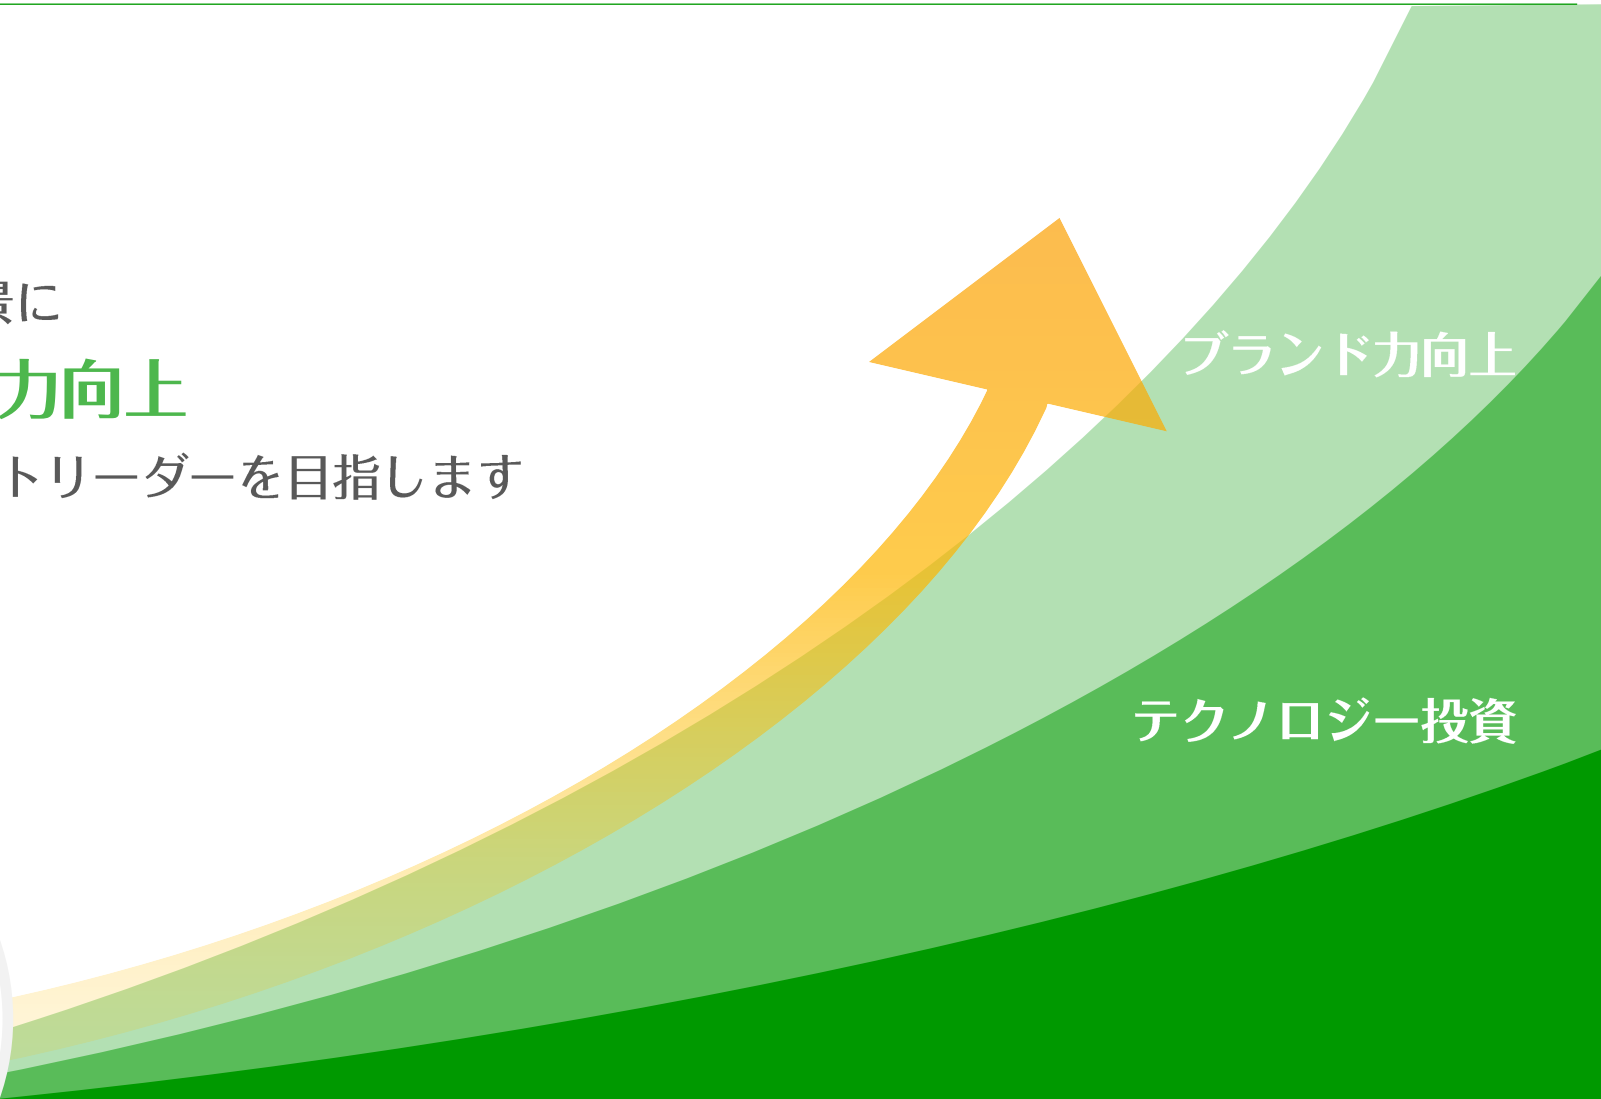 景に
力向上
トリーダーを目指します
ブランド力向上
テクノロジー投資